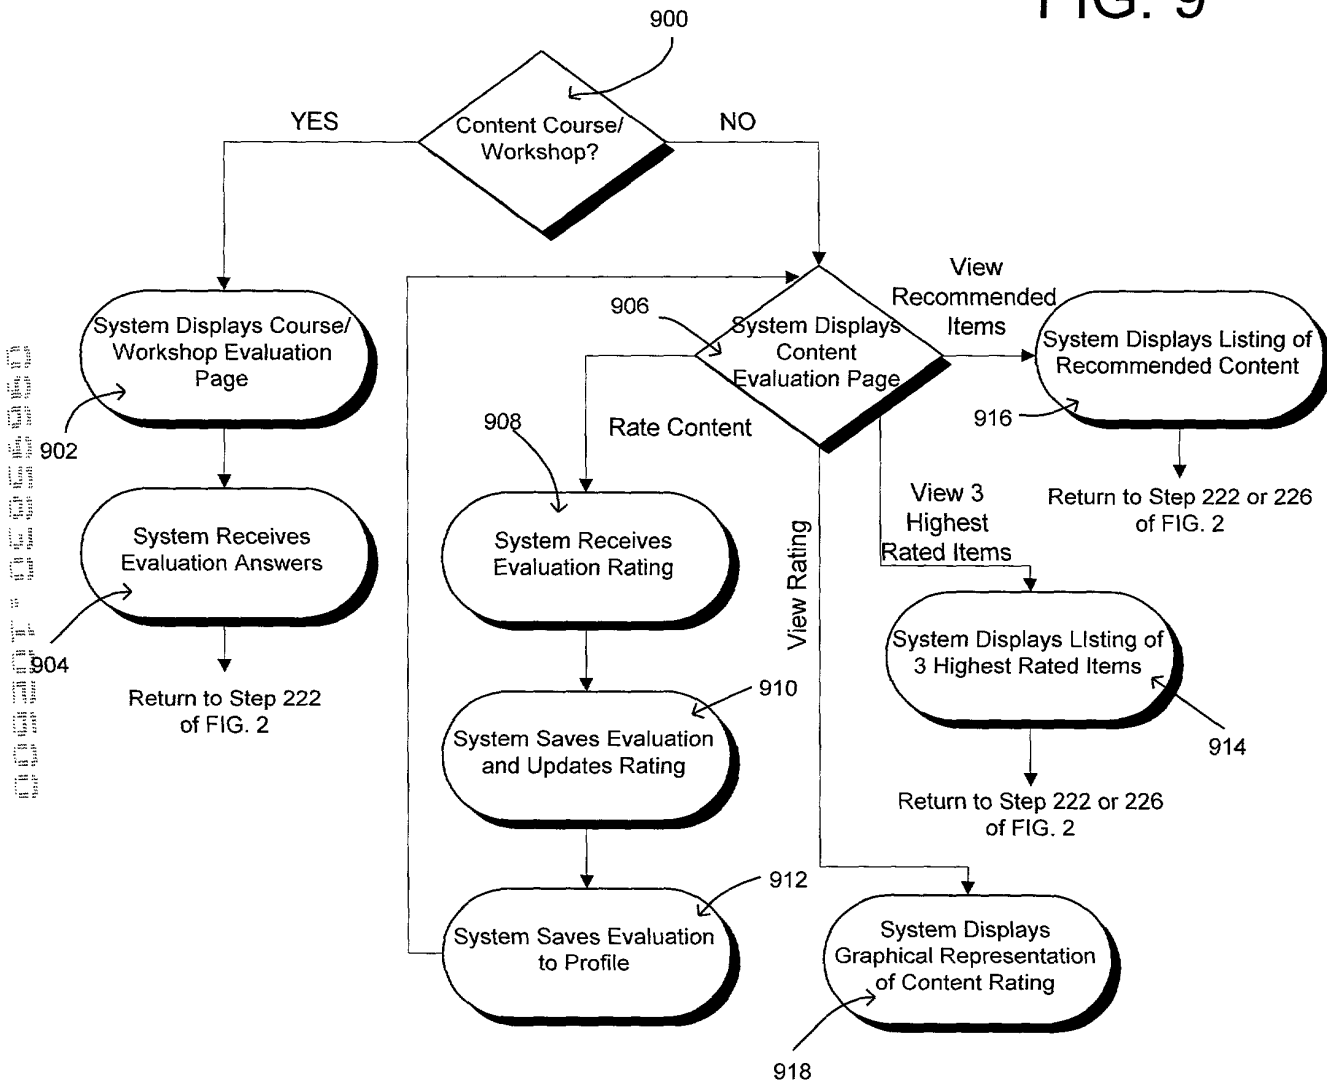 FIG. 9
900
YES
Content Course/
Workshop?
NO
System Displays Course/
Workshop Evaluation
Page
902
System Receives
Evaluation Answers
904
Return to Step 222
of FIG. 2
906
System Displays
Content
Evaluation Page
View
Recommended
Items
System Displays Listing of
Recommended Content
916
Return to Step 222 or 226
of FIG. 2
Rate Content
908
System Receives
Evaluation Rating
910
System Saves Evaluation
and Updates Rating
912
System Saves Evaluation
to Profile
View Rating
View 3
Highest
Rated Items
System Displays LIsting of
3 Highest Rated Items
914
Return to Step 222 or 226
of FIG. 2
System Displays
Graphical Representation
of Content Rating
918